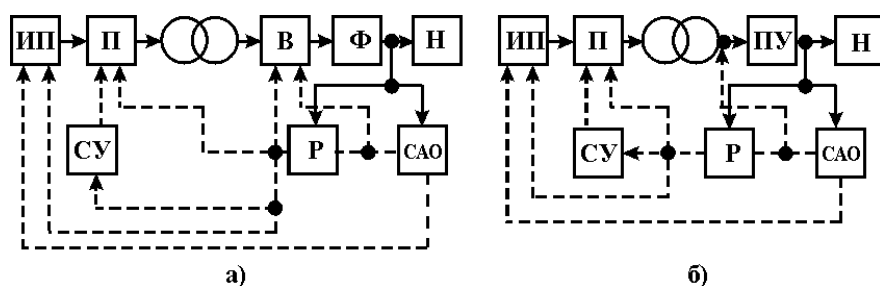 ИП П В Ф Н
СУ Р САО
а)
ИП П ПУ Н
СУ Р САО
б)